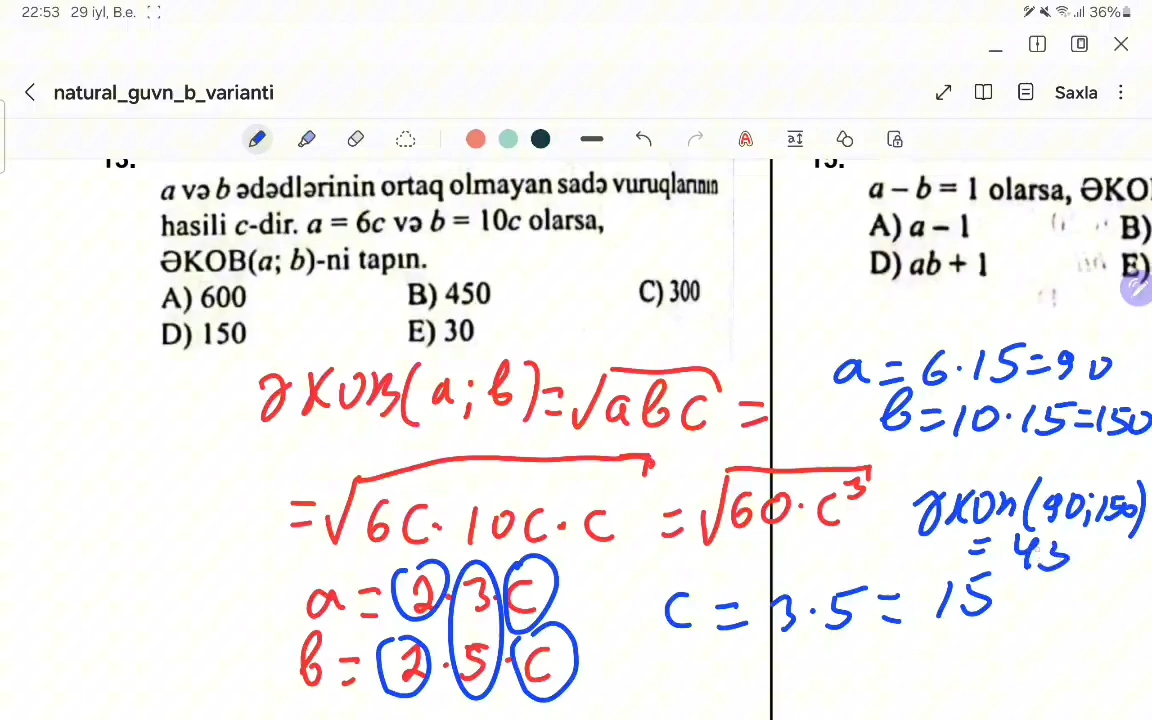 22:53 29 iyl, B.e.
36%
natural_guvn_b_varianti
Saxla
13.
a və b ədədlərinin ortaq olmayan sadə vuruqlarının
hasili c-dir. a = 6c və b = 10c olarsa,
ƏKOB(a; b)-ni tapın.
A) 600 B) 450 C) 300
D) 150 E) 30
ƏKOB(a; b) = √abc =
= √6c · 10c · c = √60 · c³
a = 2 · 3 · c
b = 2 · 5 · c
c = 3 · 5 = 15
a - b = 1 olarsa, ƏKO
A) a - 1 B)
D) ab + 1 E)
a = 6 · 15 = 90
b = 10 · 15 = 150
(90; 150)